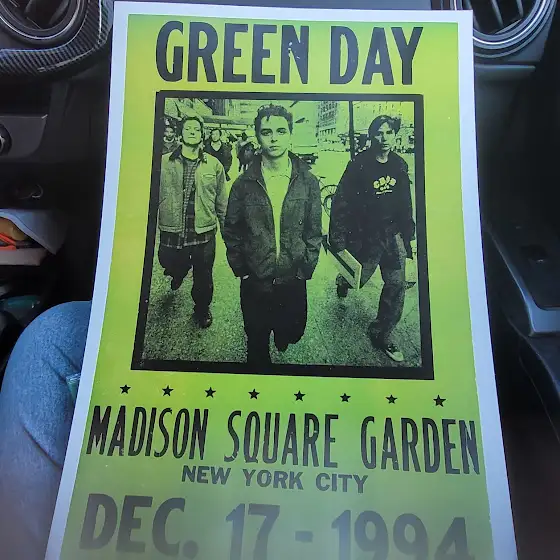 GREEN DAY
MADISON SQUARE GARDEN
NEW YORK CITY
DEC. 17 - 1994